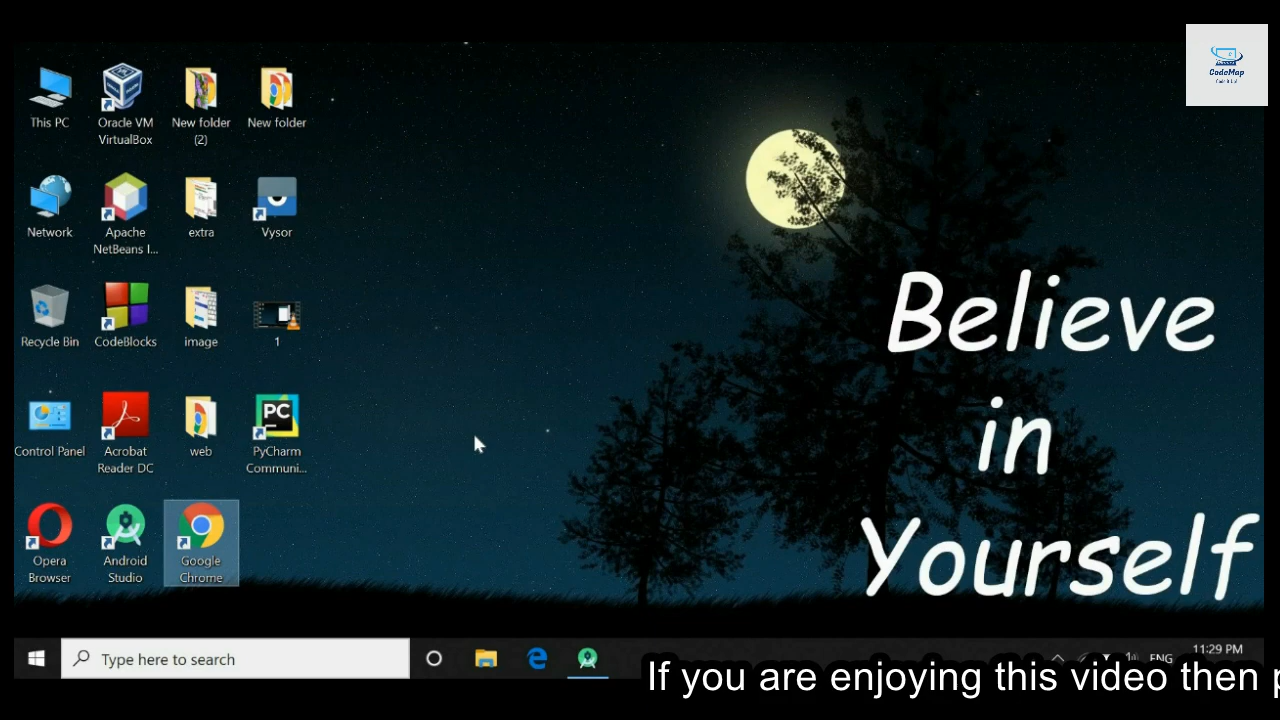 CodeMap
This PC
Oracle VM
VirtualBox
New folder
(2)
New folder
Network
Apache
NetBeans I...
extra
Vysor
Recycle Bin
CodeBlocks
image
1
Control Panel
Acrobat
Reader DC
web
PC
PyCharm
Communi...
Opera
Browser
Android
Studio
Google
Chrome
Believe
in
Yourself
Type here to search
ENG
11:29 PM
If you are enjoying this video then p